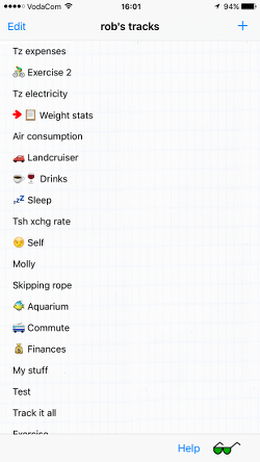 VodaCom 16:01 94%
Edit rob's tracks +
Tz expenses
Exercise 2
Tz electricity
Weight stats
Air consumption
Landcruiser
Drinks
Sleep
Tsh xchg rate
Self
Molly
Skipping rope
Aquarium
Commute
Finances
My stuff
Test
Track it all
Exercise
Help